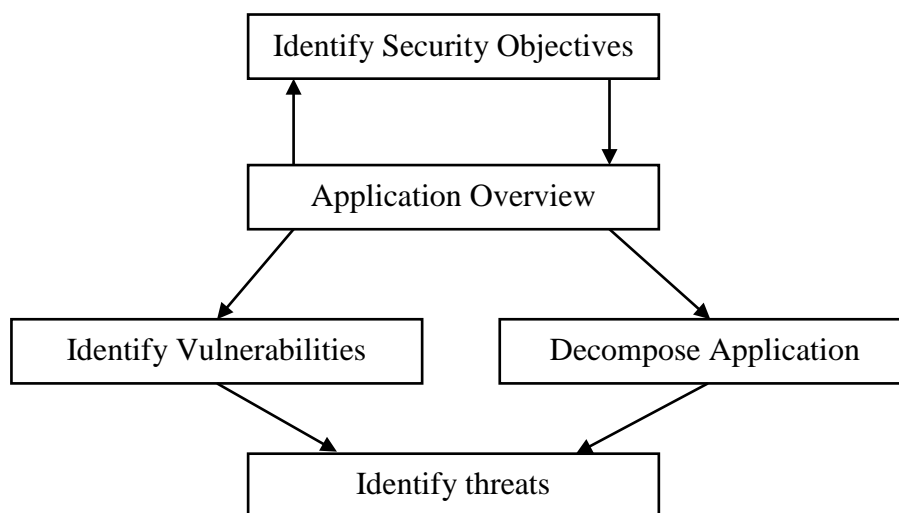 Identify Security Objectives
Application Overview
Identify Vulnerabilities
Decompose Application
Identify threats